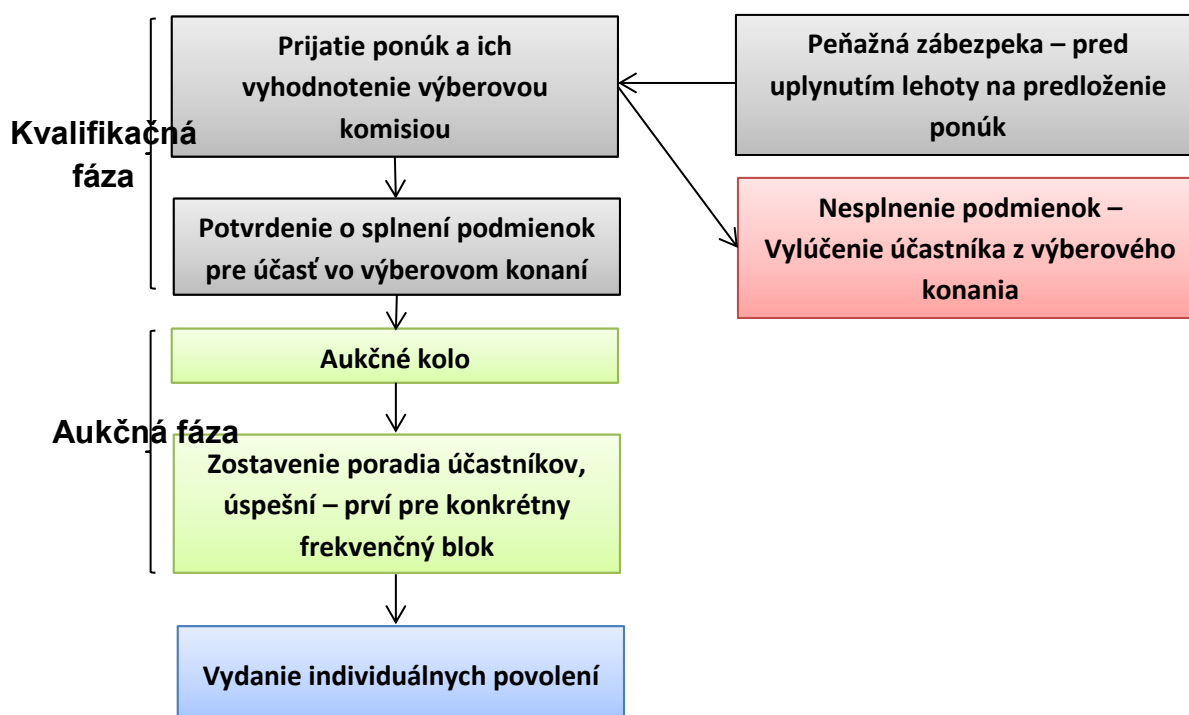 Kvalifikačná
fáza
Prijatie ponúk a ich
vyhodnotenie výberovou
komisiou
Peňažná zábezpeka – pred
uplynutím lehoty na predloženie
ponúk
Potvrdenie o splnení podmienok
pre účasť vo výberovom konaní
Nesplnenie podmienok –
Vylúčenie účastníka z výberového
konania
Aukčná fáza
Aukčné kolo
Zostavenie poradia účastníkov,
úspešní – prví pre konkrétny
frekvenčný blok
Vydanie individuálnych povolení